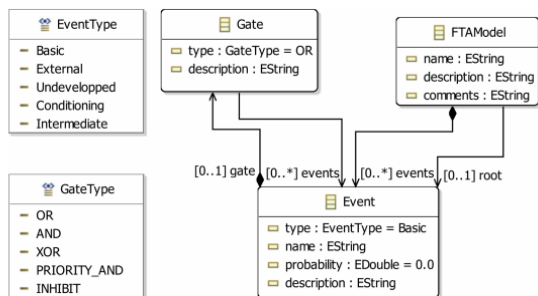 EventType
Basic
External
Undevelopped
Conditioning
Intermediate
Gate
type : GateType = OR
description : EString
FTAModel
name : EString
description : EString
comments : EString
[0..1] gate
[0..*] events
[0..*] events
[0..1] root
GateType
OR
AND
XOR
PRIORITY_AND
INHIBIT
Event
type : EventType = Basic
name : EString
probability : EDouble = 0.0
description : EString